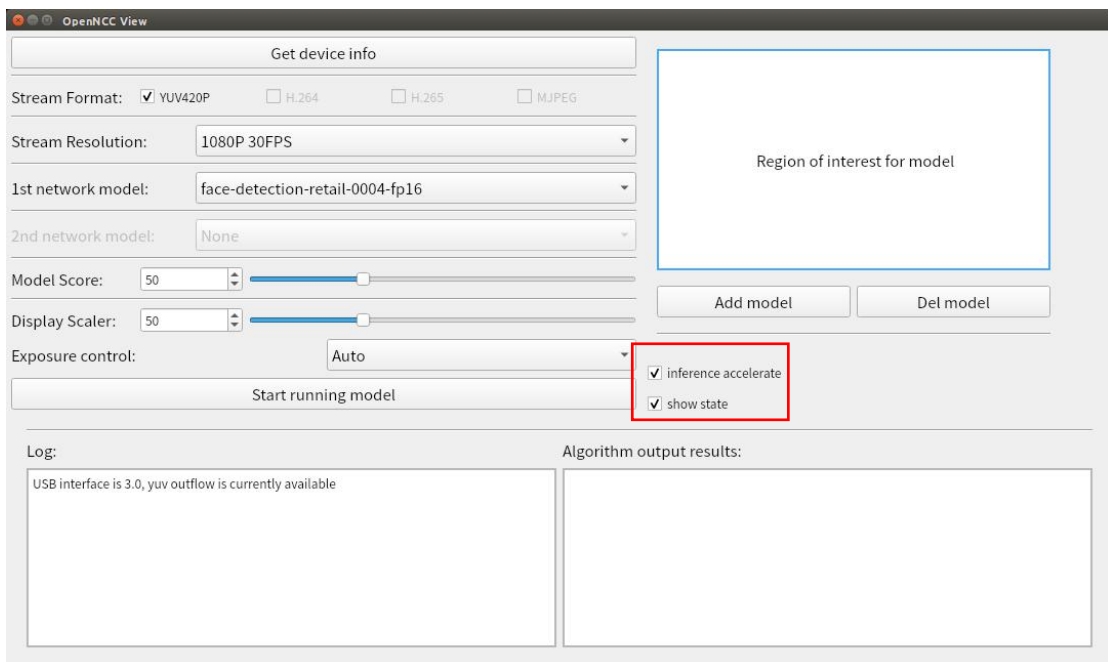 OpenNCC View
Get device info
Stream Format: YUV420P H.264 H.265 MJPEG
Stream Resolution: 1080P 30FPS
1st network model: face-detection-retail-0004-fp16
2nd network model: None
Model Score: 50
Display Scaler: 50
Exposure control: Auto
Start running model
Region of interest for model
Add model Del model
inference accelerate
show state
Log:
USB interface is 3.0, yuv outflow is currently available
Algorithm output results: